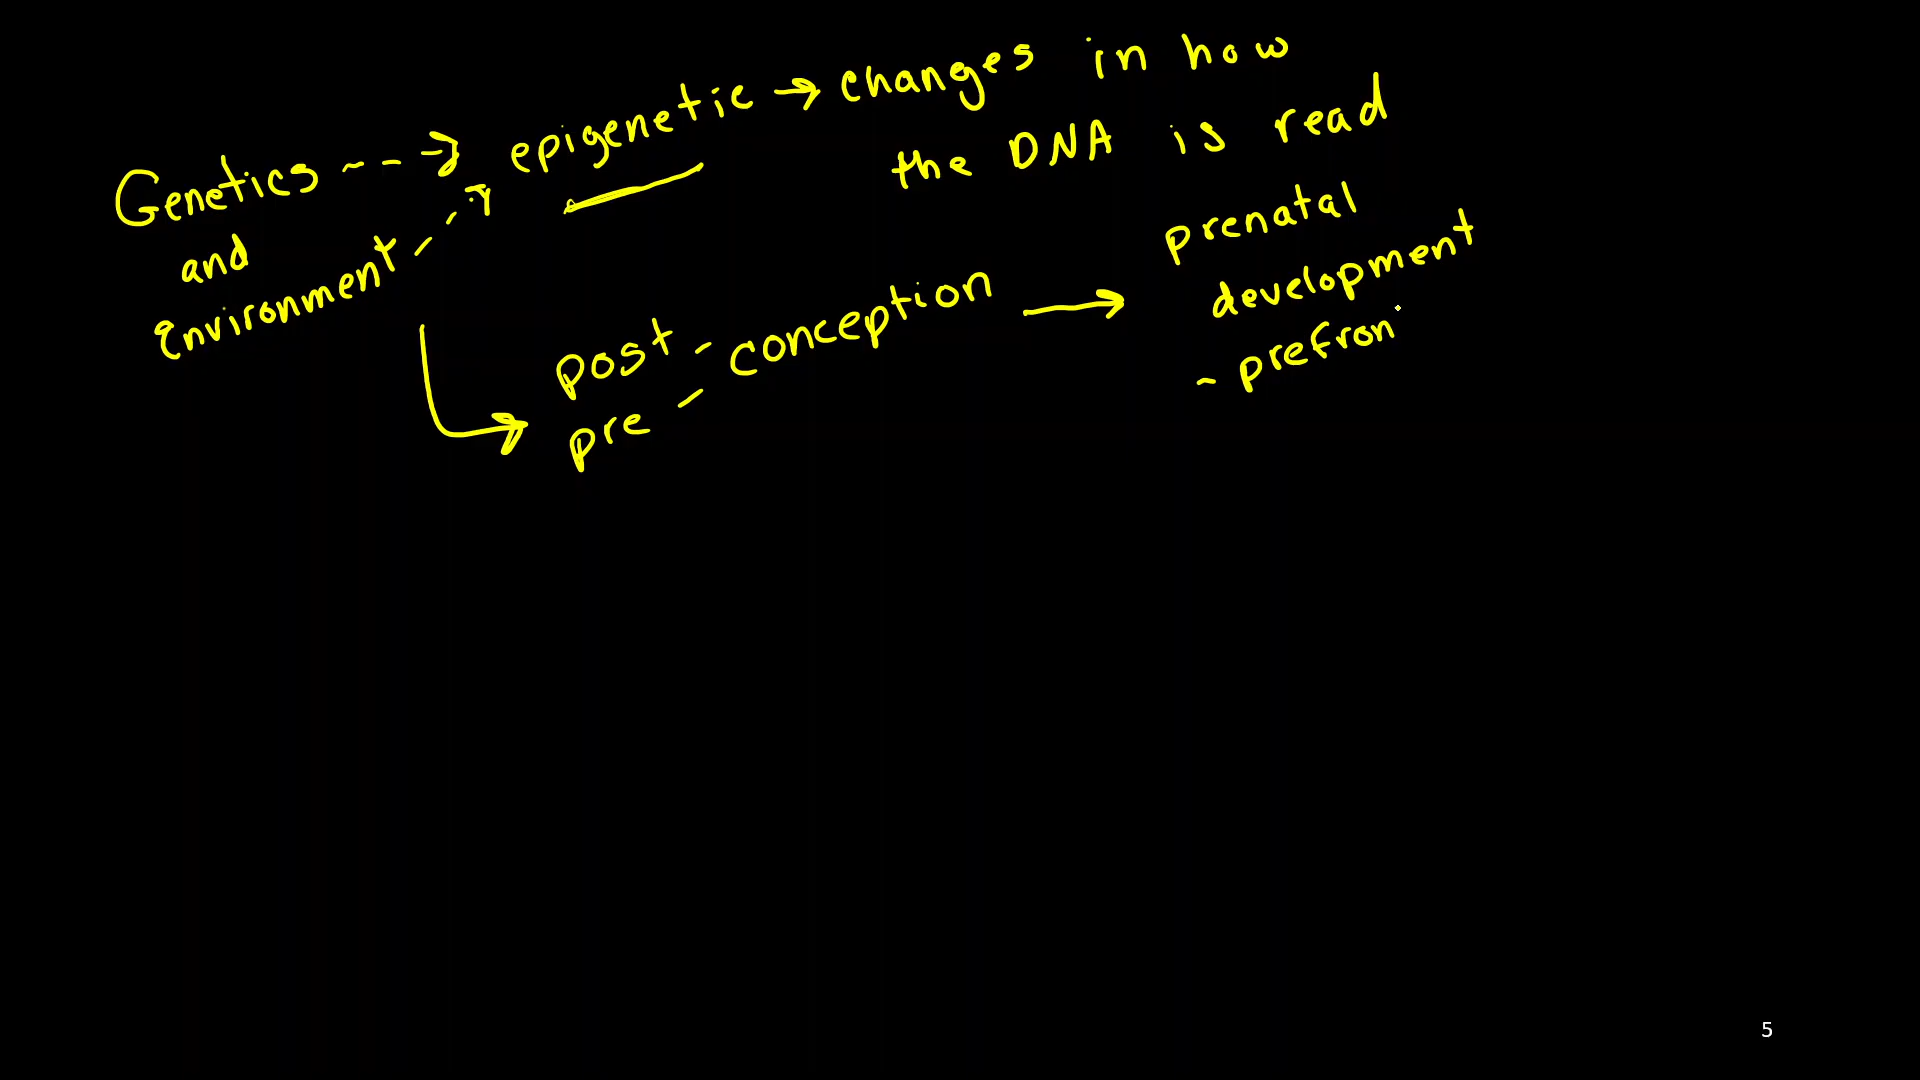 Genetics --→ epigenetic → changes in how
the DNA is read
and
Environment --→
post-conception → prenatal
development
pre -
- prefron
5